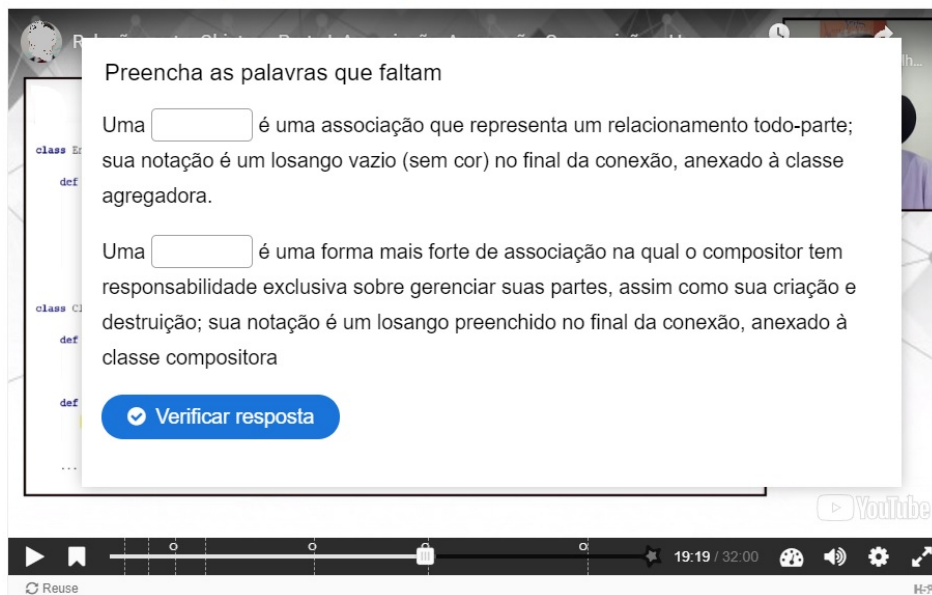 Preencha as palavras que faltam
Uma é uma associação que representa um relacionamento todo-parte;
sua notação é um losango vazio (sem cor) no final da conexão, anexado à classe
agregadora.
Uma é uma forma mais forte de associação na qual o compositor tem
responsabilidade exclusiva sobre gerenciar suas partes, assim como sua criação e
destruição; sua notação é um losango preenchido no final da conexão, anexado à
classe compositora
Verificar resposta
class
def
class
def
def
...
YouTube
19:19 / 32:00
Reuse